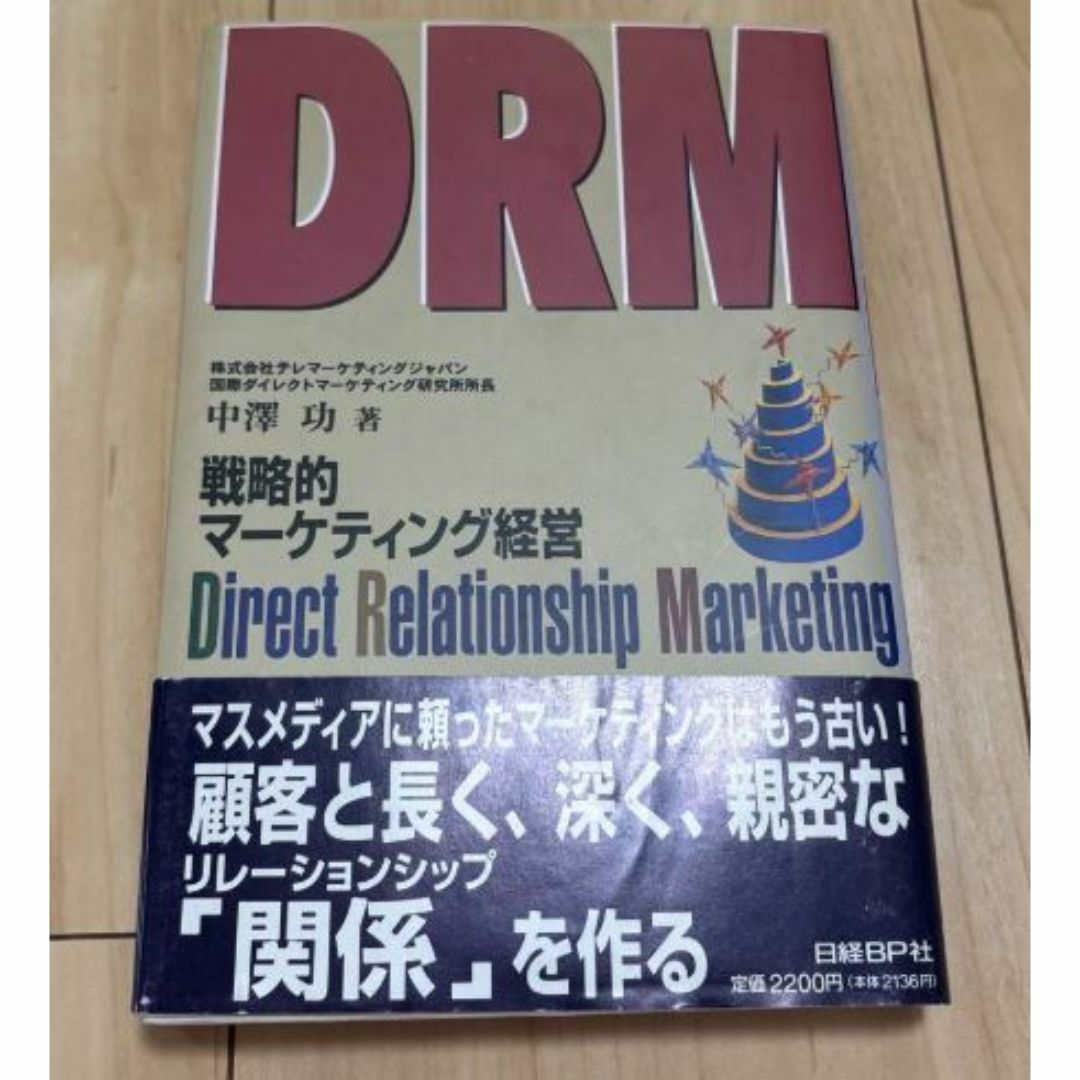 DRM
株式会社テレマーケティングジャパン
国際ダイレクトマーケティング研究所所長
中澤 功 著
戦略的
マーケティング経営
Direct Relationship Marketing
マスメディアに頼ったマーケティングはもう古い!
顧客と長く、深く、親密な
リレーションシップ
「関係」を作る
日経BP社
定価2200円(本体2136円)